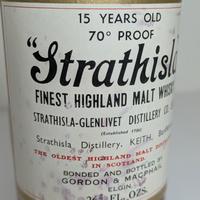 15 YEARS OLD
70° PROOF
"Strathisla
FINEST HIGHLAND MALT WHISK
STRATHISLA-GLENLIVET DISTILLERY CO.
(Established 1786)
Strathisla Distillery, KEITH,
THE OLDEST HIGHLAND MALT
IN SCOTLAND.
BONDED AND BOTTLED BY
GORDON & MACPHAIL
ELGIN
FL. OZS.